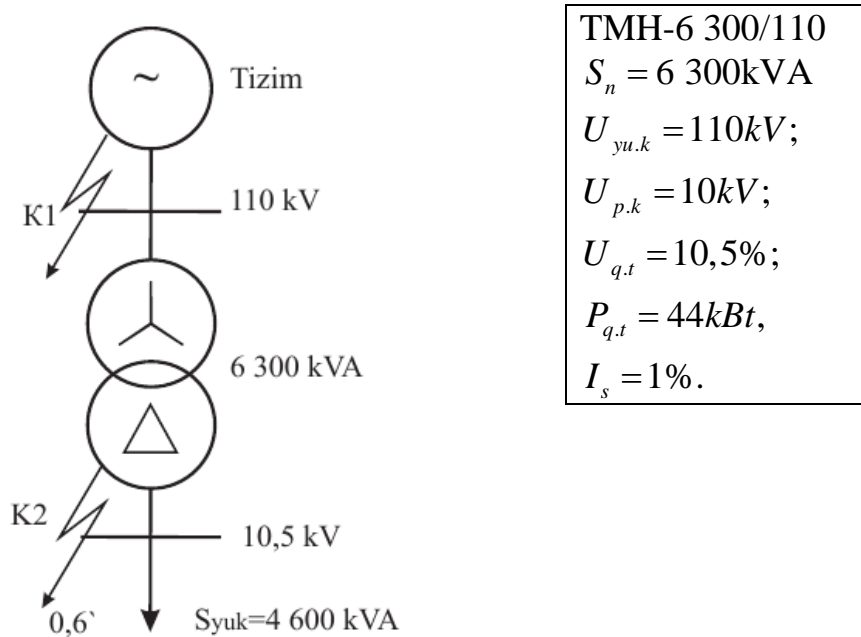 ~
Tizim
K1
110 kV
6 300 kVA
K2
10,5 kV
0,6`
Syuk=4 600 kVA
TMH-6 300/110
S_n = 6 300kVA
U_yu.k = 110kV;
U_p.k = 10kV;
U_q.t = 10,5%;
P_q.t = 44kBt,
I_s = 1%.